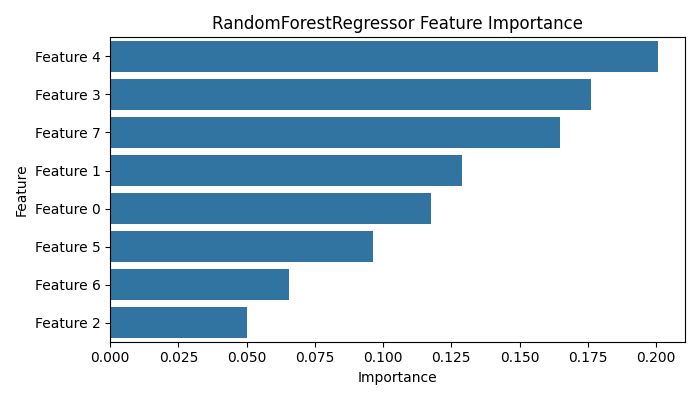 RandomForestRegressor Feature Importance
Feature 4
Feature 3
Feature 7
Feature 1
Feature 0
Feature 5
Feature 6
Feature 2
Feature
0.000 0.025 0.050 0.075 0.100 0.125 0.150 0.175 0.200
Importance